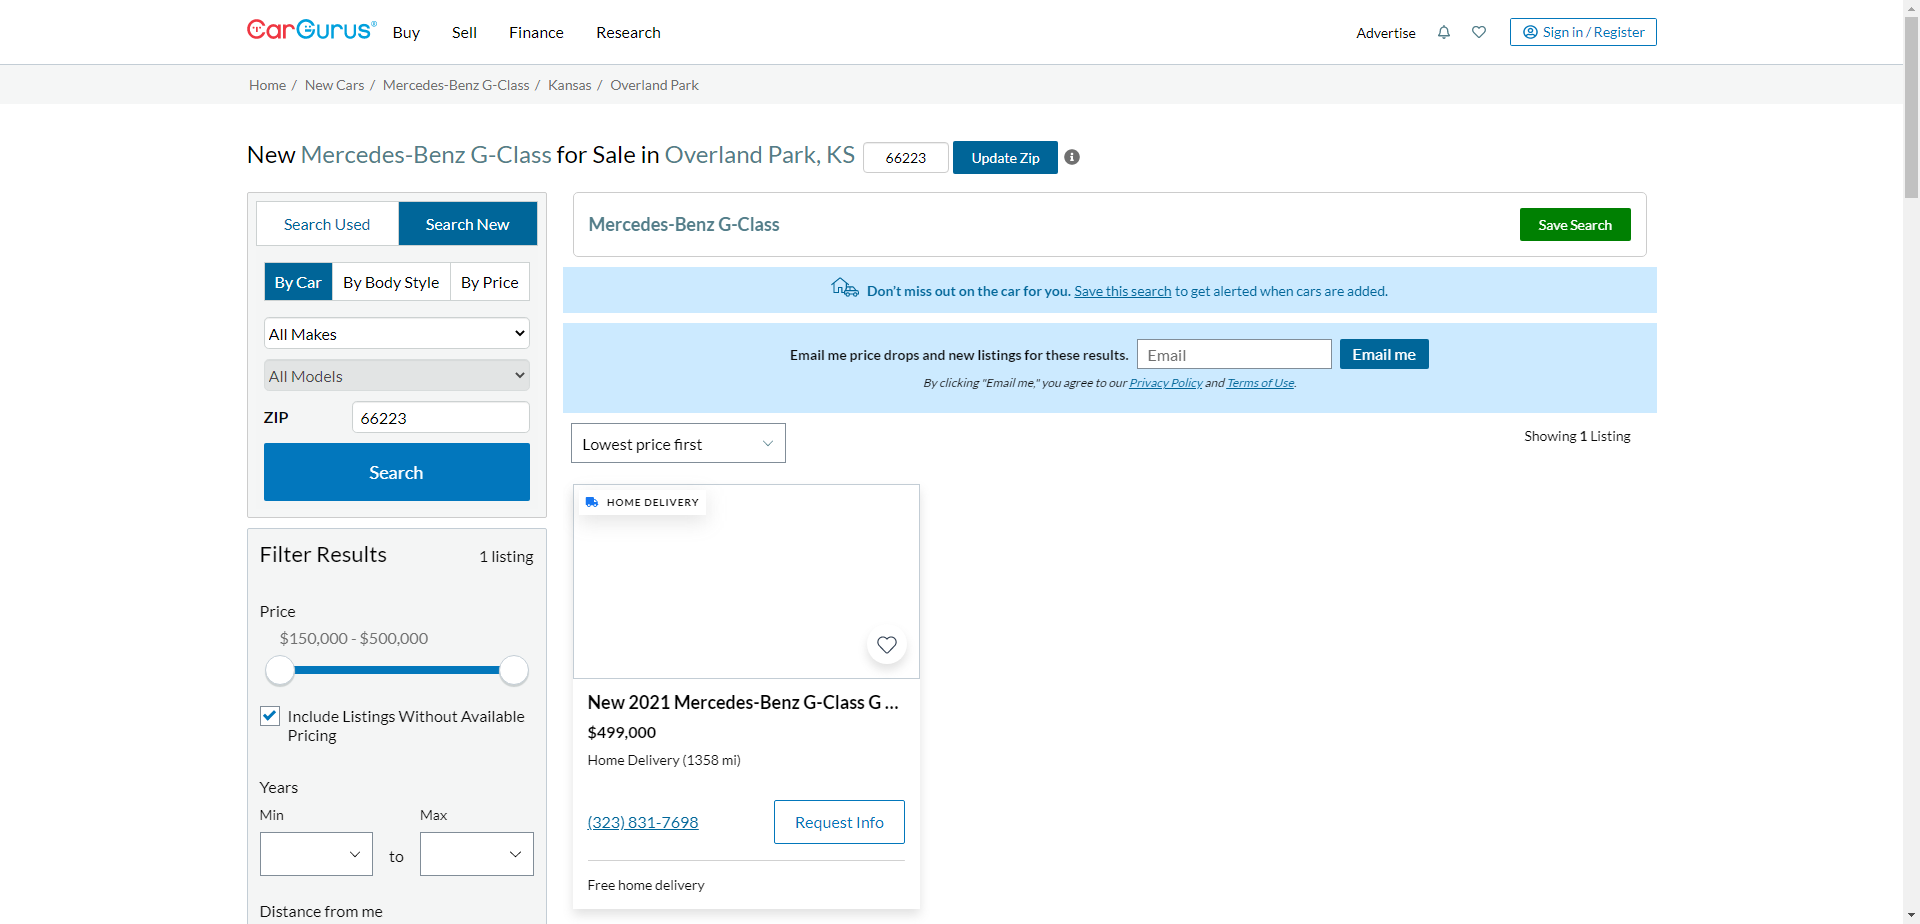 CarGurus®
Buy
Sell
Finance
Research
Advertise
Sign in / Register
Home / New Cars / Mercedes-Benz G-Class / Kansas / Overland Park
New Mercedes-Benz G-Class for Sale in Overland Park, KS
66223
Update Zip
Search Used
Search New
By Car
By Body Style
By Price
All Makes
All Models
ZIP
66223
Search
Filter Results
1 listing
Price
$150,000 - $500,000
Include Listings Without Available
Pricing
Years
Min
Max
to
Distance from me
Mercedes-Benz G-Class
Save Search
Don't miss out on the car for you. Save this search to get alerted when cars are added.
Email me price drops and new listings for these results.
Email
Email me
By clicking "Email me," you agree to our Privacy Policy and Terms of Use.
Lowest price first
Showing 1 Listing
HOME DELIVERY
New 2021 Mercedes-Benz G-Class G ...
$499,000
Home Delivery (1358 mi)
(323) 831-7698
Request Info
Free home delivery